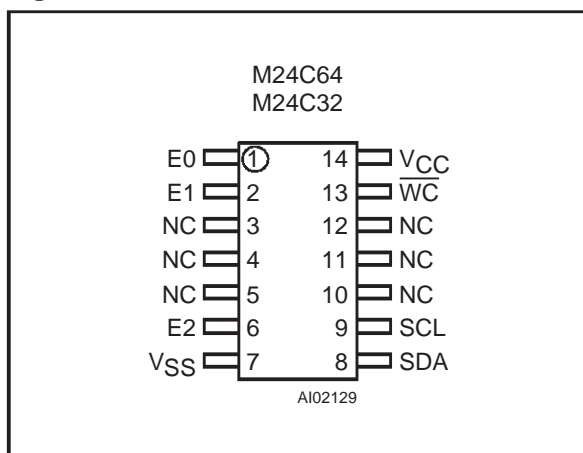 M24C64
M24C32
E0 1 14 VCC
E1 2 13 W̅C̅
NC 3 12 NC
NC 4 11 NC
NC 5 10 NC
E2 6 9 SCL
VSS 7 8 SDA
AI02129